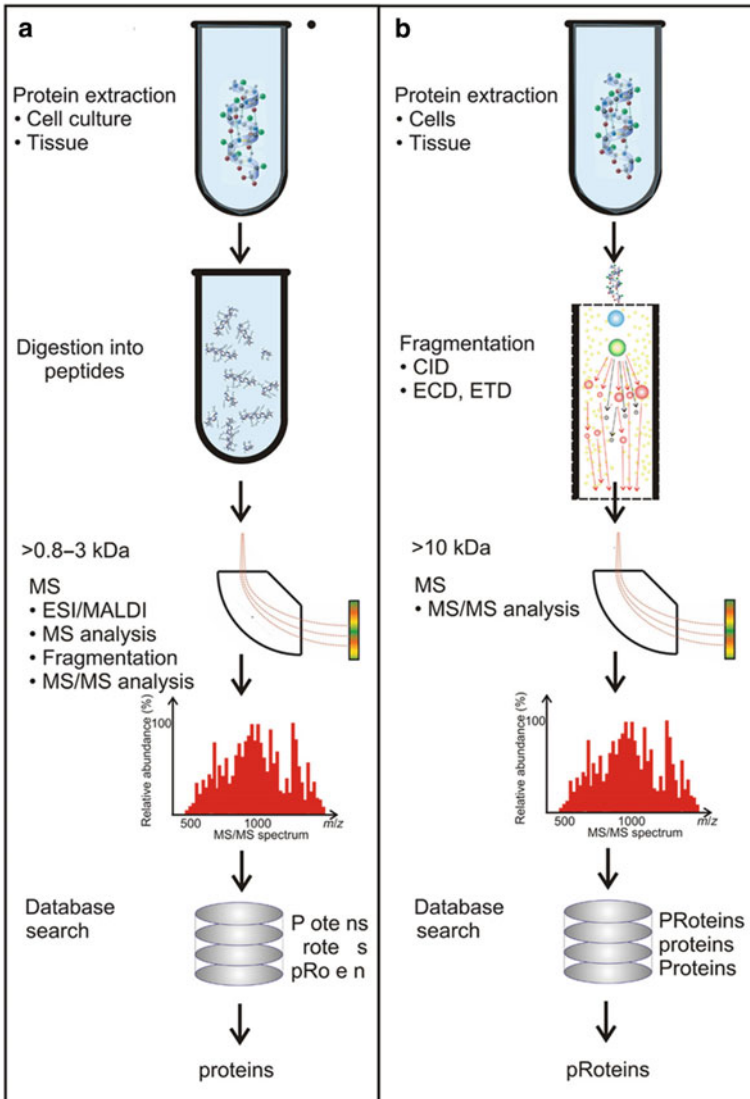 a
Protein extraction
• Cell culture
• Tissue
Digestion into
peptides
>0.8–3 kDa
MS
• ESI/MALDI
• MS analysis
• Fragmentation
• MS/MS analysis
Relative abundance (%)
100
500
1000
m/z
MS/MS spectrum
Database
search
P ote ns
rote s
pRo e n
proteins
b
Protein extraction
• Cells
• Tissue
Fragmentation
• CID
• ECD, ETD
>10 kDa
MS
• MS/MS analysis
Relative abundance (%)
100
500
1000
m/z
MS/MS spectrum
Database
search
PRoteins
proteins
Proteins
pRoteins